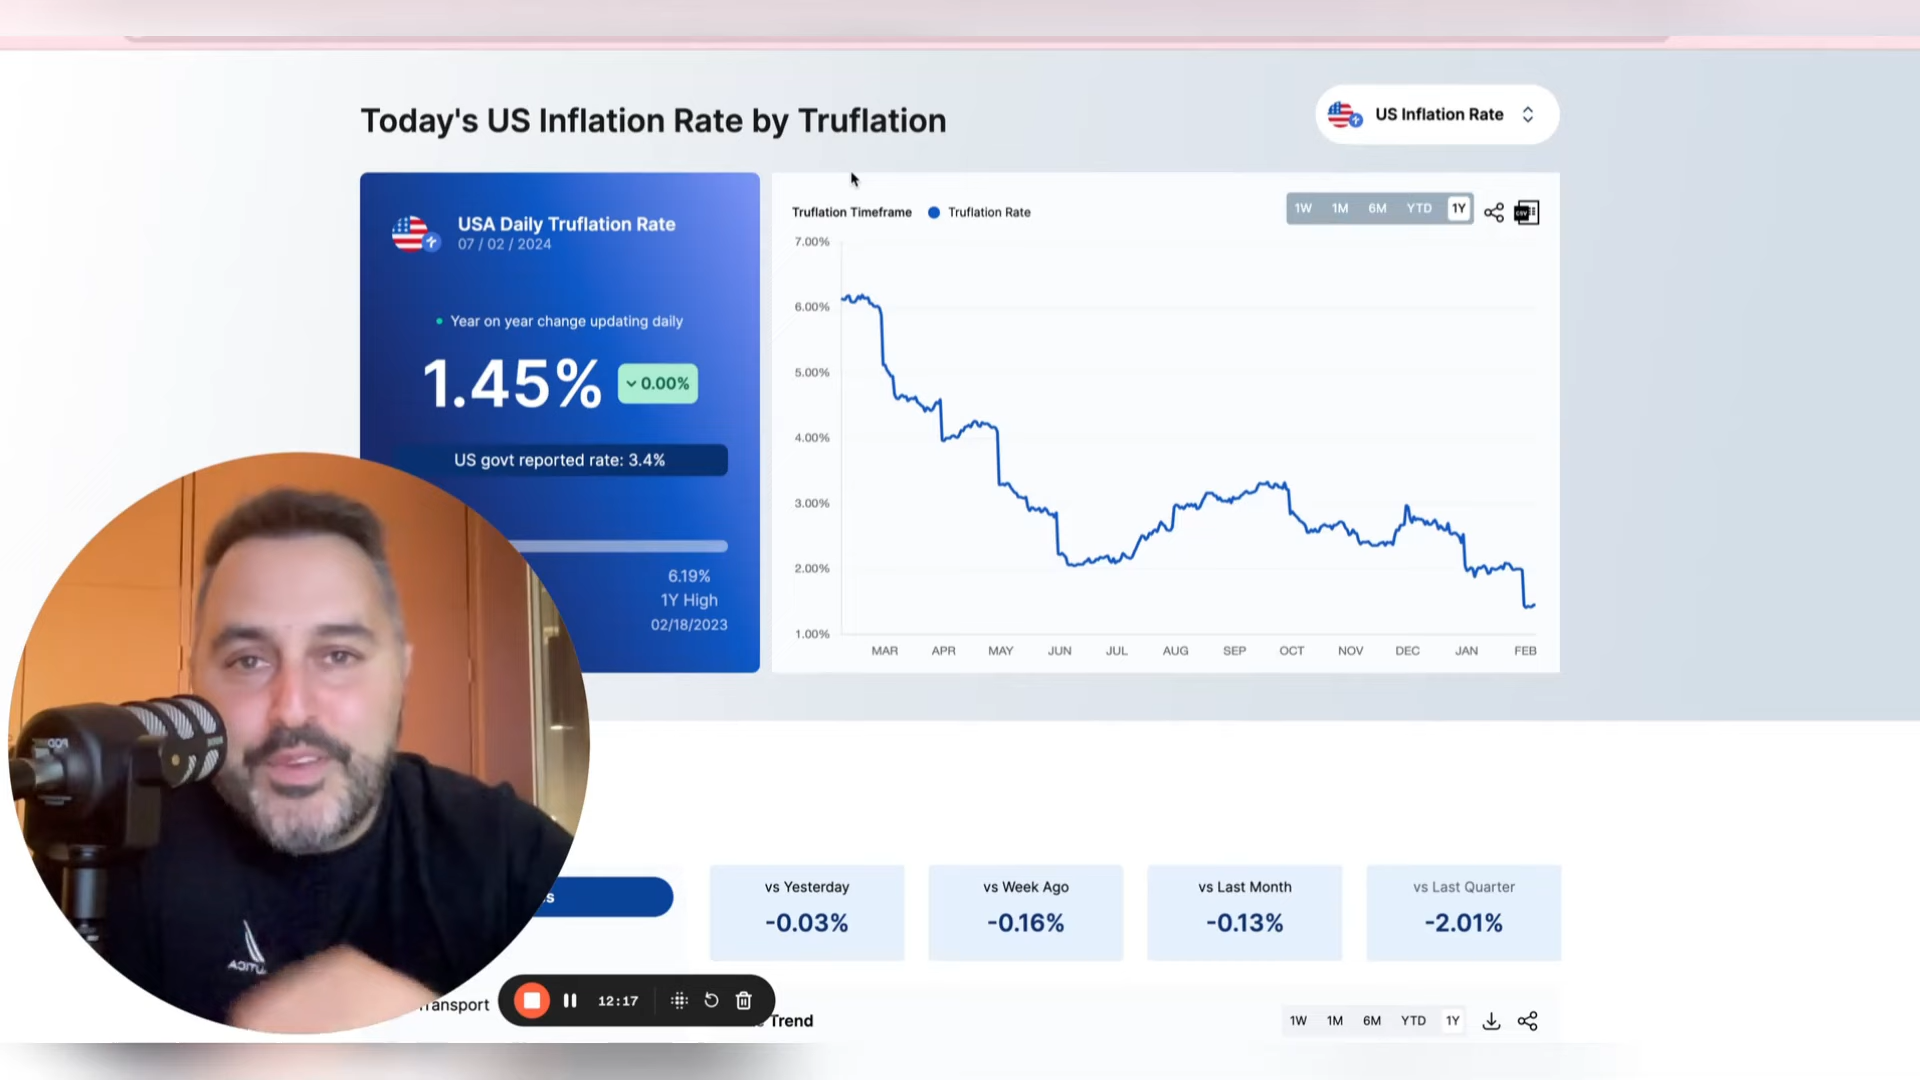 Today's US Inflation Rate by Truflation
US Inflation Rate
USA Daily Truflation Rate
07 / 02 / 2024
Year on year change updating daily
1.45%
0.00%
US govt reported rate: 3.4%
6.19%
1Y High
02/18/2023
Truflation Timeframe
Truflation Rate
1W 1M 6M YTD 1Y
CSV
7.00%
6.00%
5.00%
4.00%
3.00%
2.00%
1.00%
MAR APR MAY JUN JUL AUG SEP OCT NOV DEC JAN FEB
vs Yesterday
-0.03%
vs Week Ago
-0.16%
vs Last Month
-0.13%
vs Last Quarter
-2.01%
12:17
Trend
1W 1M 6M YTD 1Y